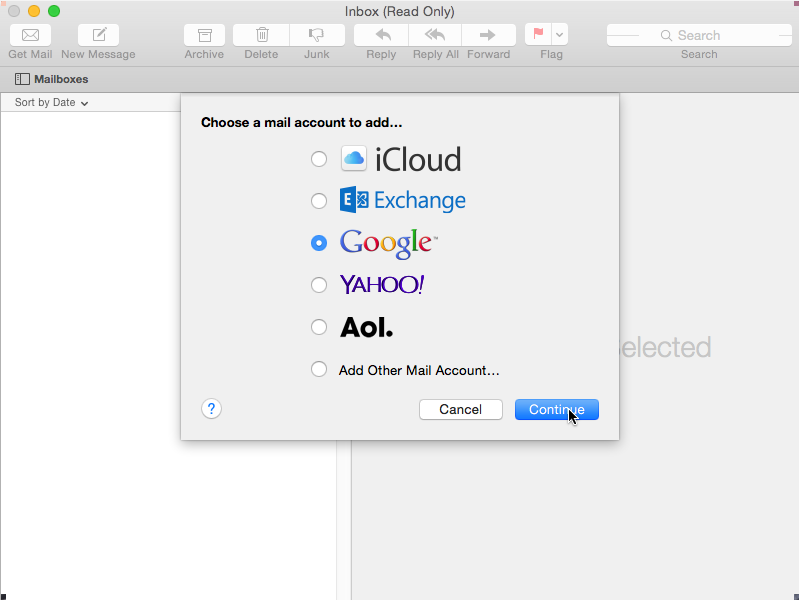 Inbox (Read Only)
Get Mail New Message Archive Delete Junk Reply Reply All Forward Flag Search
Search
Mailboxes
Sort by Date
Choose a mail account to add...
iCloud
E Exchange
Google™
YAHOO!
Aol.
Add Other Mail Account...
elected
? Cancel Continue